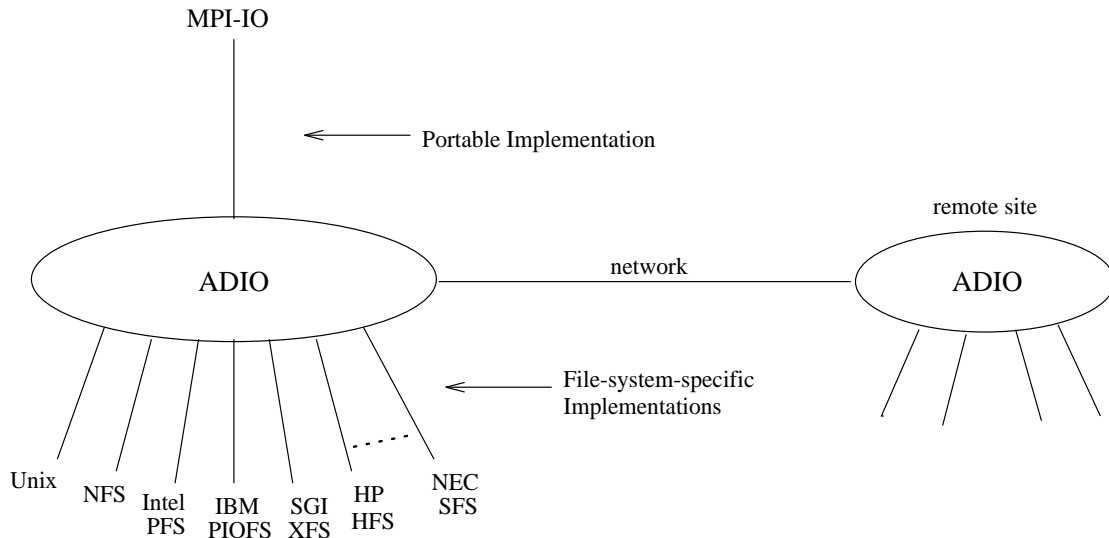 MPI-IO
Portable Implementation
remote site
ADIO
network
ADIO
File-system-specific
Implementations
Unix
NFS
Intel
PFS
IBM
PIOFS
SGI
XFS
HP
HFS
NEC
SFS